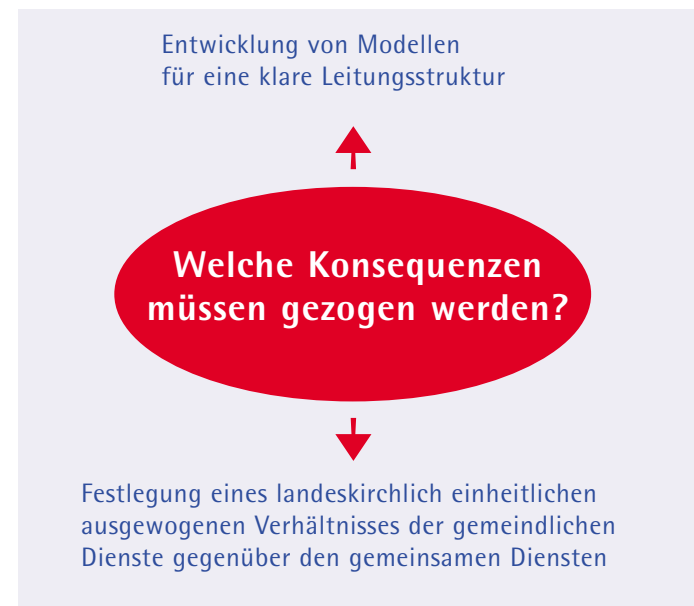 Entwicklung von Modellen
für eine klare Leitungsstruktur
Welche Konsequenzen
müssen gezogen werden?
Festlegung eines landeskirchlich einheitlichen
ausgewogenen Verhältnisses der gemeindlichen
Dienste gegenüber den gemeinsamen Diensten